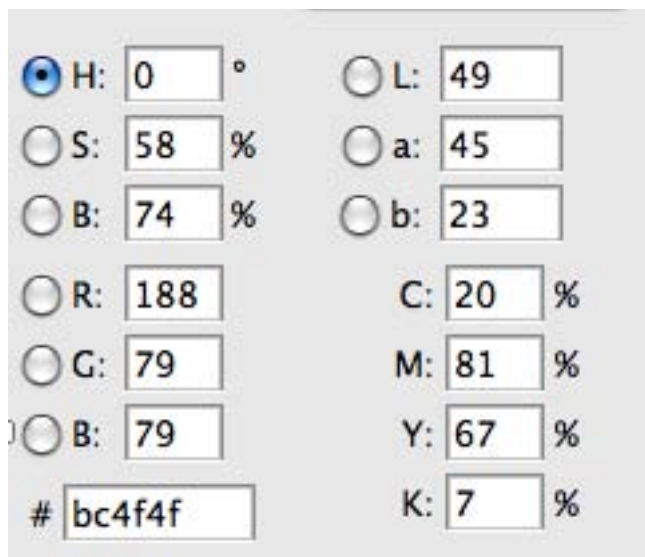 H: 0 ° L: 49
S: 58 % a: 45
B: 74 % b: 23
R: 188 C: 20 %
G: 79 M: 81 %
B: 79 Y: 67 %
# bc4f4f K: 7 %